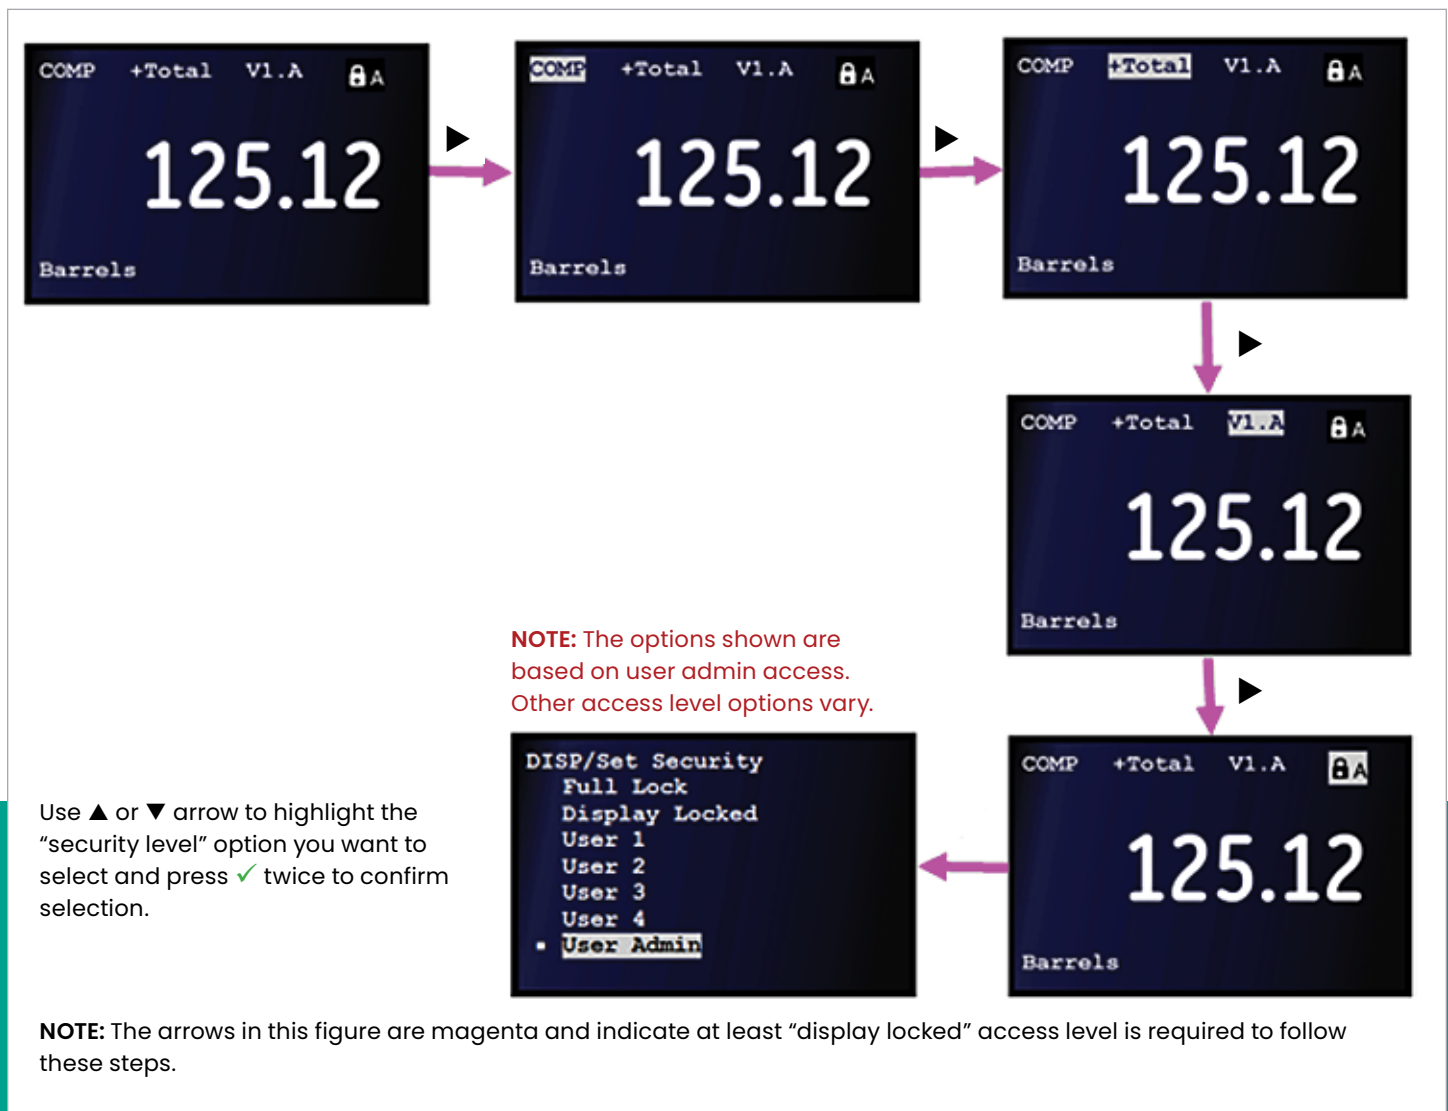 COMP +Total V1.A A
125.12
Barrels
COMP +Total V1.A A
125.12
Barrels
COMP +Total V1.A A
125.12
Barrels
COMP +Total V1.A A
125.12
Barrels
NOTE: The options shown are
based on user admin access.
Other access level options vary.
COMP +Total V1.A A
125.12
Barrels
DISP/Set Security
Full Lock
Display Locked
User 1
User 2
User 3
User 4
▪ User Admin
Use ▲ or ▼ arrow to highlight the
“security level” option you want to
select and press ✓ twice to confirm
selection.
NOTE: The arrows in this figure are magenta and indicate at least “display locked” access level is required to follow
these steps.